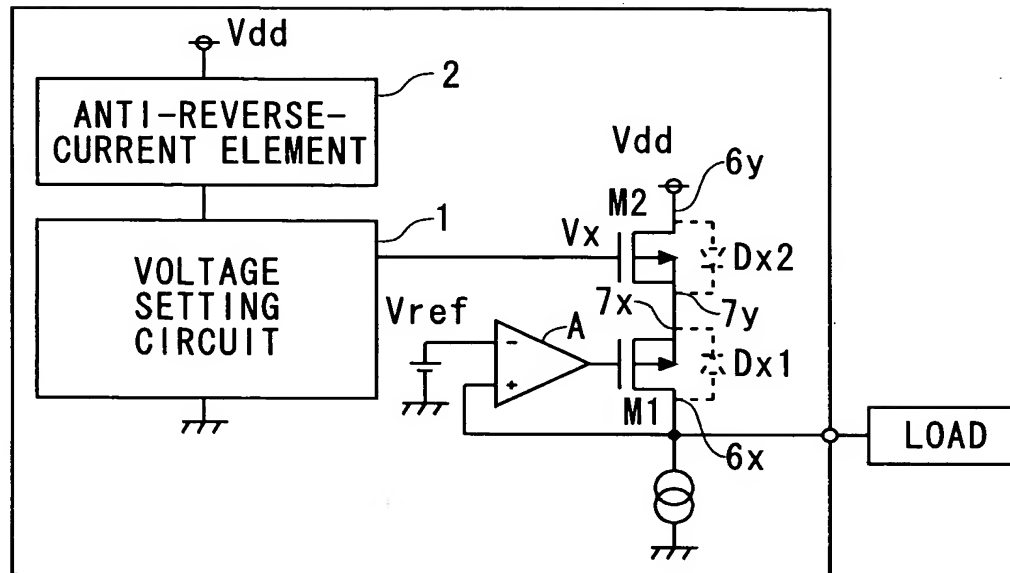 Vdd
2
ANTI-REVERSE-
CURRENT ELEMENT
1
VOLTAGE
SETTING
CIRCUIT
Vdd
6y
M2
Vx
Dx2
7x
7y
Vref
A
Dx1
M1
6x
LOAD
-
+